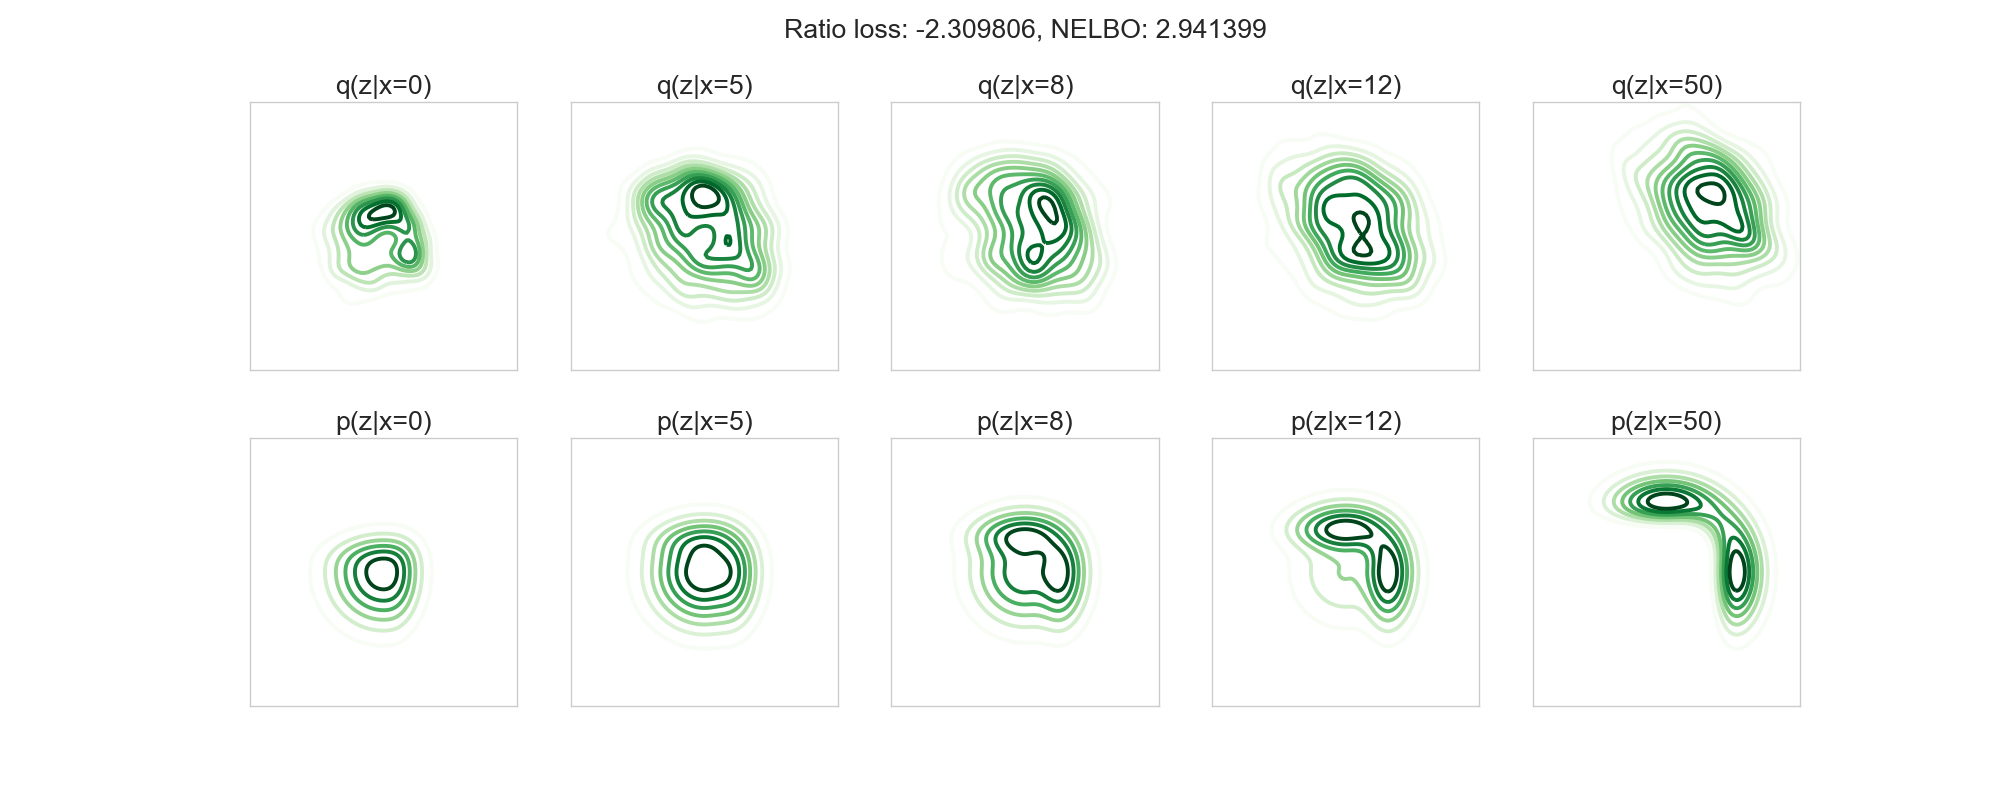 Ratio loss: -2.309806, NELBO: 2.941399
q(z|x=0) q(z|x=5) q(z|x=8) q(z|x=12) q(z|x=50)
p(z|x=0) p(z|x=5) p(z|x=8) p(z|x=12) p(z|x=50)